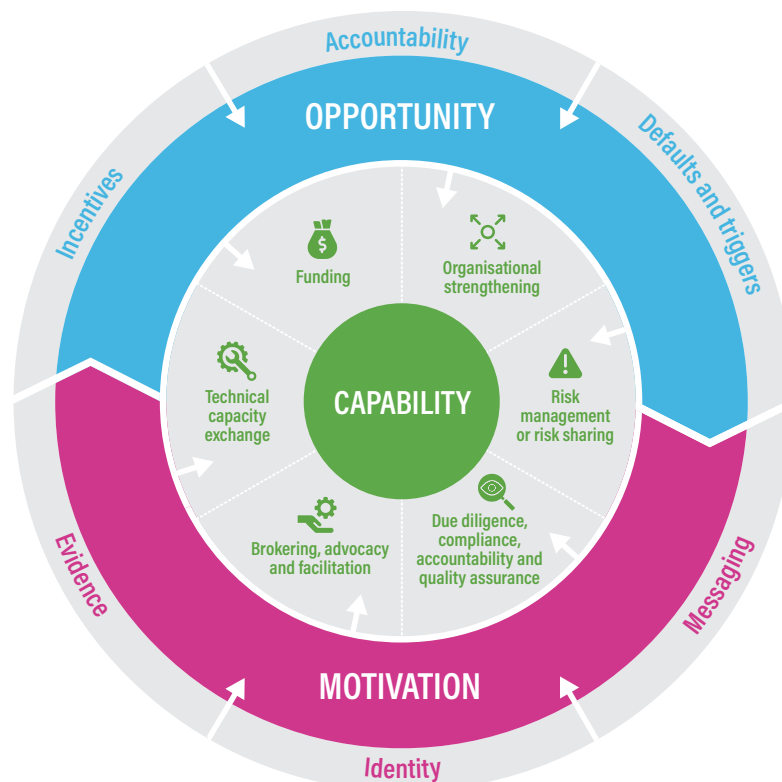 Accountability
OPPORTUNITY
Incentives
Defaults and triggers
Funding
Organisational
strengthening
Technical
capacity
exchange
CAPABILITY
Risk
management
or risk sharing
Brokering, advocacy
and facilitation
Due diligence,
compliance,
accountability and
quality assurance
Evidence
Messaging
MOTIVATION
Identity